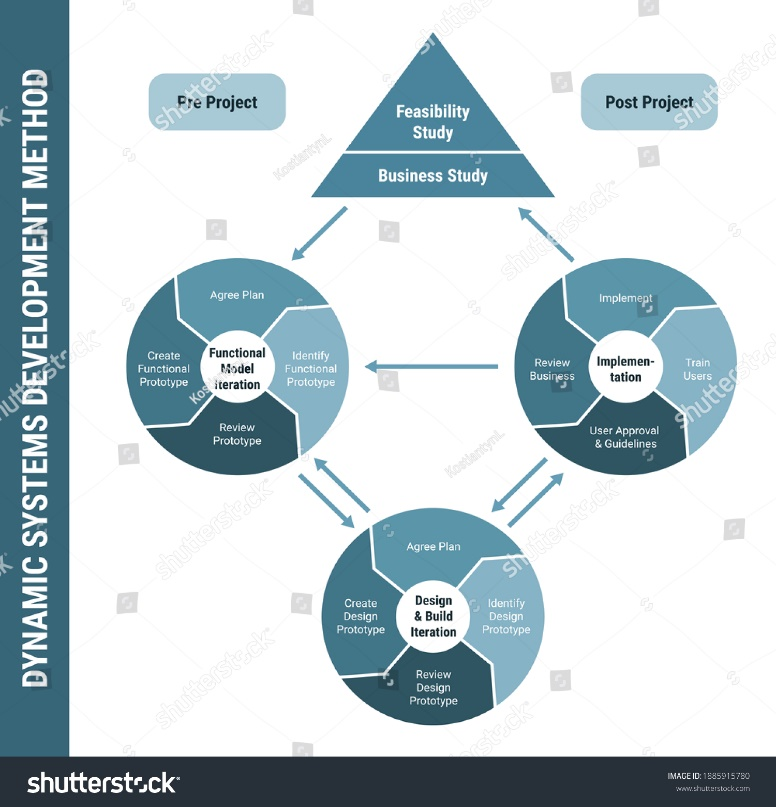 DYNAMIC SYSTEMS DEVELOPMENT METHOD
Pre Project
Post Project
Feasibility
Study
Business Study
Agree Plan
Create
Functional
Prototype
Functional
Model
Iteration
Identify
Functional
Prototype
Review
Prototype
Implement
Review
Business
Implemen-
tation
Train
Users
User Approval
& Guidelines
Agree Plan
Create
Design
Prototype
Design
& Build
Iteration
Identify
Design
Prototype
Review
Design
Prototype
shutterstock
KostiantynL
IMAGE ID: 1885915780
www.shutterstock.com